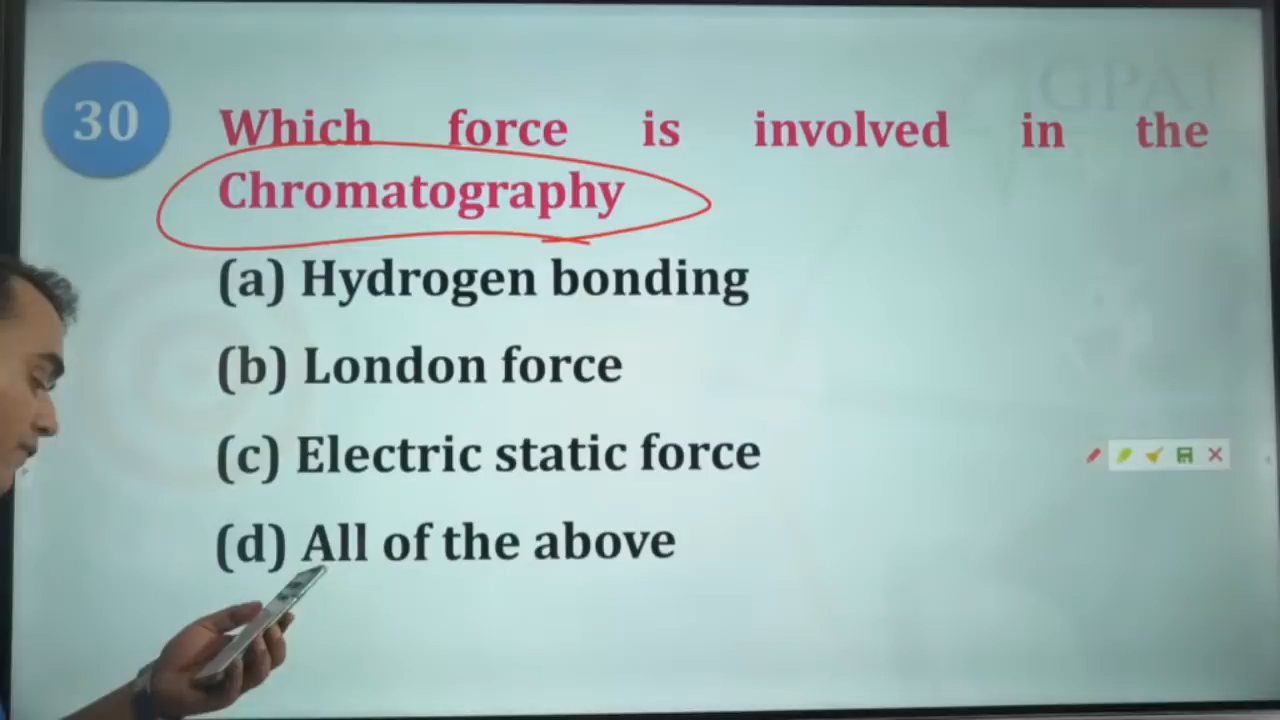 30
Which force is involved in the
Chromatography
(a) Hydrogen bonding
(b) London force
(c) Electric static force
(d) All of the above